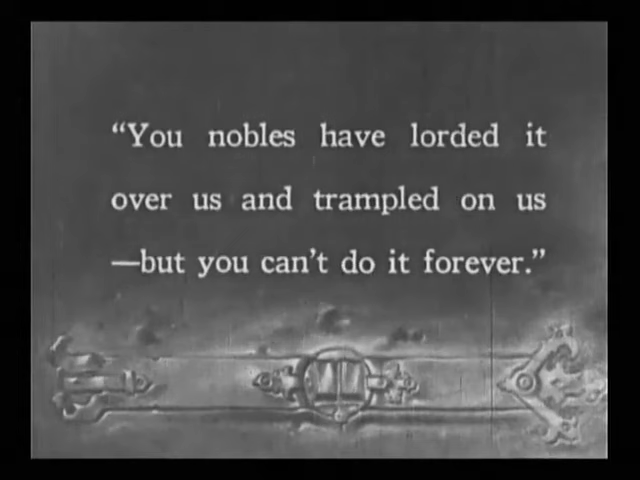 “You nobles have lorded it
over us and trampled on us
—but you can’t do it forever.”